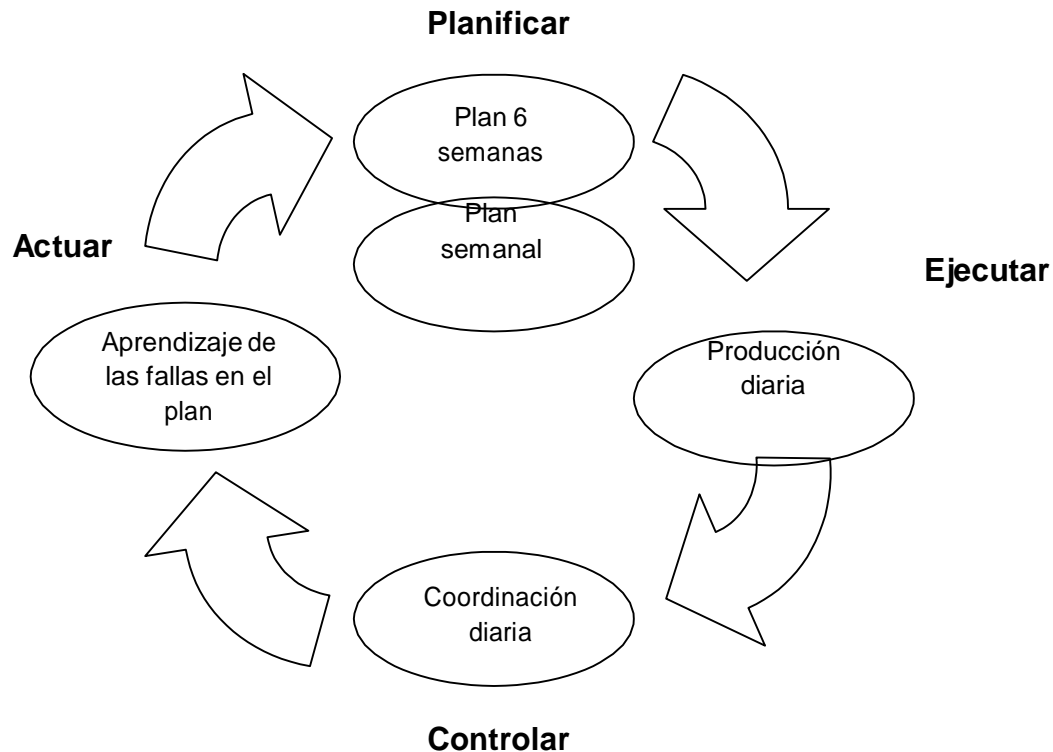 Planificar
Plan 6
semanas
Plan
semanal
Actuar
Ejecutar
Aprendizaje de
las fallas en el
plan
Producción
diaria
Coordinación
diaria
Controlar